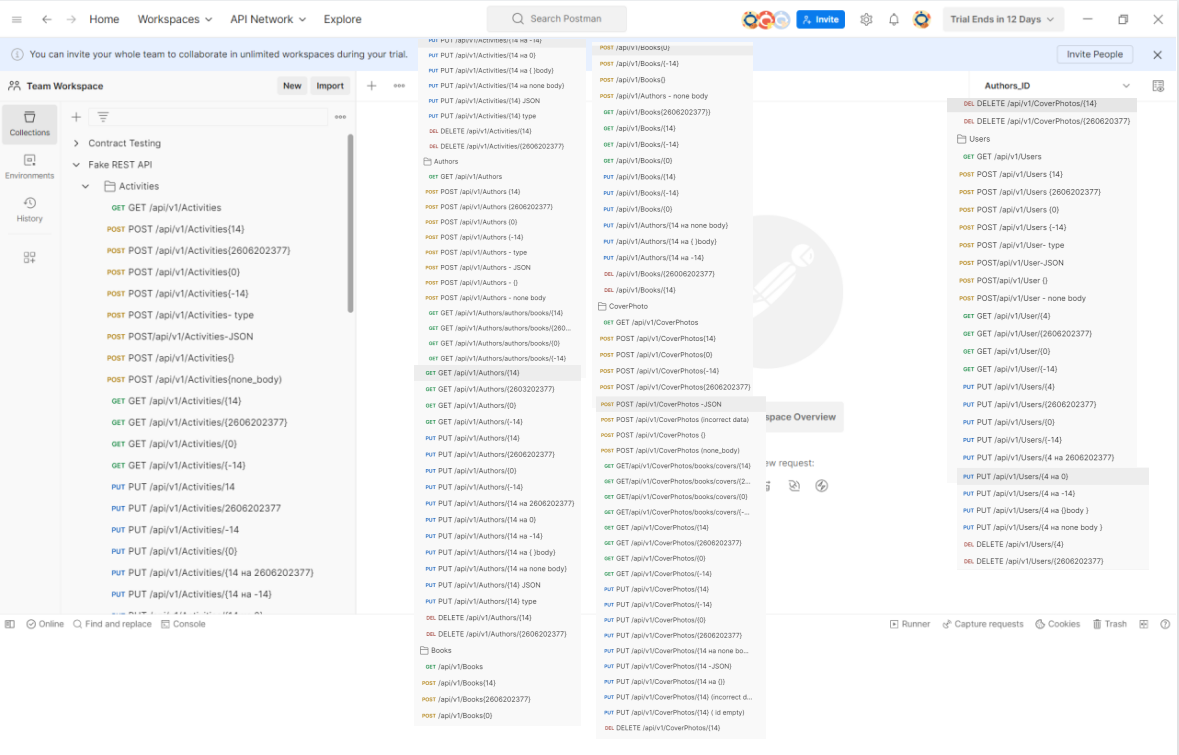 Home Workspaces API Network Explore Search Postman Invite Trial Ends in 12 Days
You can invite your whole team to collaborate in unlimited workspaces during your trial. Invite People
Team Workspace New Import Authors_ID
Collections
Environments
History
Contract Testing
Fake REST API
Activities
GET GET /api/v1/Activities
POST POST /api/v1/Activities{14}
POST POST /api/v1/Activities{2606202377}
POST POST /api/v1/Activities{0}
POST POST /api/v1/Activities{-14}
POST POST /api/v1/Activities- type
POST POST/api/v1/Activities-JSON
POST POST /api/v1/Activities{}
POST POST /api/v1/Activities{none_body)
GET GET /api/v1/Activities/{14}
GET GET /api/v1/Activities/{2606202377}
GET GET /api/v1/Activities/{0}
GET GET /api/v1/Activities/{-14}
PUT PUT /api/v1/Activities/14
PUT PUT /api/v1/Activities/2606202377
PUT PUT /api/v1/Activities/-14
PUT PUT /api/v1/Activities/{0}
PUT PUT /api/v1/Activities/{14 на 2606202377}
PUT PUT /api/v1/Activities/{14 на -14}
PUT PUT /api/v1/Activities/{14 на -14}
PUT PUT /api/v1/Activities/{14 на 0}
PUT PUT /api/v1/Activities/{14 на ( }body)
PUT PUT /api/v1/Activities/{14 на none body)
PUT PUT /api/v1/Activities/{14} JSON
PUT PUT /api/v1/Activities/{14} type
DEL DELETE /api/v1/Activities/{14}
DEL DELETE /api/v1/Activities/{2606202377}
Authors
GET GET /api/v1/Authors
POST POST /api/v1/Authors {14}
POST POST /api/v1/Authors {2606202377}
POST POST /api/v1/Authors {0}
POST POST /api/v1/Authors {-14}
POST POST /api/v1/Authors - type
POST POST /api/v1/Authors - JSON
POST POST /api/v1/Authors - {}
POST POST /api/v1/Authors - none body
GET GET /api/v1/Authors/authors/books/{14}
GET GET /api/v1/Authors/authors/books/{260...
GET GET /api/v1/Authors/authors/books/{0}
GET GET /api/v1/Authors/authors/books/{-14}
GET GET /api/v1/Authors/{14}
GET GET /api/v1/Authors/{2603202377}
GET GET /api/v1/Authors/{0}
GET GET /api/v1/Authors/{-14}
PUT PUT /api/v1/Authors/{14}
PUT PUT /api/v1/Authors/{2606202377}
PUT PUT /api/v1/Authors/{0}
PUT PUT /api/v1/Authors/{-14}
PUT PUT /api/v1/Authors/{14 на 2606202377}
PUT PUT /api/v1/Authors/{14 на 0}
PUT PUT /api/v1/Authors/{14 на -14}
PUT PUT /api/v1/Authors/{14 на ( }body)
PUT PUT /api/v1/Authors/{14 на none body}
PUT PUT /api/v1/Authors/{14} JSON
PUT PUT /api/v1/Authors/{14} type
DEL DELETE /api/v1/Authors/{14}
DEL DELETE /api/v1/Authors/{2606202377}
Books
GET /api/v1/Books
POST /api/v1/Books{14}
POST /api/v1/Books{2606202377}
POST /api/v1/Books{0}
POST /api/v1/Books{0}
POST /api/v1/Books/{-14}
POST /api/v1/Books{}
POST /api/v1/Authors - none body
GET /api/v1/Books{2606202377}}
GET /api/v1/Books/{14}
GET /api/v1/Books/{-14}
GET /api/v1/Books/{0}
PUT /api/v1/Books/{14}
PUT /api/v1/Books/{-14}
PUT /api/v1/Books/{0}
PUT /api/v1/Authors/{14 на none body)
PUT /api/v1/Authors/{14 на ( }body)
PUT /api/v1/Authors/{14 на -14}
DEL /api/v1/Books/{26006202377}
DEL /api/v1/Books/{14}
CoverPhoto
GET GET /api/v1/CoverPhotos
POST POST /api/v1/CoverPhotos{14}
POST POST /api/v1/CoverPhotos{0}
POST POST /api/v1/CoverPhotos{-14}
POST POST /api/v1/CoverPhotos{2606202377}
POST POST /api/v1/CoverPhotos -JSON
POST POST /api/v1/CoverPhotos (incorrect data)
POST POST /api/v1/CoverPhotos {}
POST POST /api/v1/CoverPhotos (none_body)
GET GET/api/v1/CoverPhotos/books/covers/{14}
GET GET/api/v1/CoverPhotos/books/covers/{2...
GET GET/api/v1/CoverPhotos/books/covers/{0}
GET GET/api/v1/CoverPhotos/books/covers/{-...
GET GET /api/v1/CoverPhotos/{14}
GET GET /api/v1/CoverPhotos/{2606202377}
GET GET /api/v1/CoverPhotos/{0}
GET GET /api/v1/CoverPhotos/{-14}
PUT PUT /api/v1/CoverPhotos/{14}
PUT PUT /api/v1/CoverPhotos/{-14}
PUT PUT /api/v1/CoverPhotos/{0}
PUT PUT /api/v1/CoverPhotos/{2606202377}
PUT PUT /api/v1/CoverPhotos/{14 на none bo...
PUT PUT /api/v1/CoverPhotos/{14 -JSON}
PUT PUT /api/v1/CoverPhotos/{14 на {}}
PUT PUT /api/v1/CoverPhotos/{14} (incorrect d...
PUT PUT /api/v1/CoverPhotos/{14} ( id empty)
DEL DELETE /api/v1/CoverPhotos/{14}
space Overview
ew request:
DEL DELETE /api/v1/CoverPhotos/{14}
DEL DELETE /api/v1/CoverPhotos/{2606202377}
Users
GET GET /api/v1/Users
POST POST /api/v1/Users {14}
POST POST /api/v1/Users {2606202377}
POST POST /api/v1/Users {0}
POST POST /api/v1/Users {-14}
POST POST /api/v1/User- type
POST POST/api/v1/User-JSON
POST POST/api/v1/User {}
POST POST/api/v1/User - none body
GET GET /api/v1/User/{4}
GET GET /api/v1/User/{2606202377}
GET GET /api/v1/User/{0}
GET GET /api/v1/User/{-14}
PUT PUT /api/v1/Users/{4}
PUT PUT /api/v1/Users/{2606202377}
PUT PUT /api/v1/Users/{0}
PUT PUT /api/v1/Users/{-14}
PUT PUT /api/v1/Users/{4 на 2606202377}
PUT PUT /api/v1/Users/{4 на 0}
PUT PUT /api/v1/Users/{4 на -14}
PUT PUT /api/v1/Users/{4 на {}body }
PUT PUT /api/v1/Users/{4 на none body }
DEL DELETE /api/v1/Users/{4}
DEL DELETE /api/v1/Users/{2606202377}
Online Find and replace Console Runner Capture requests Cookies Trash